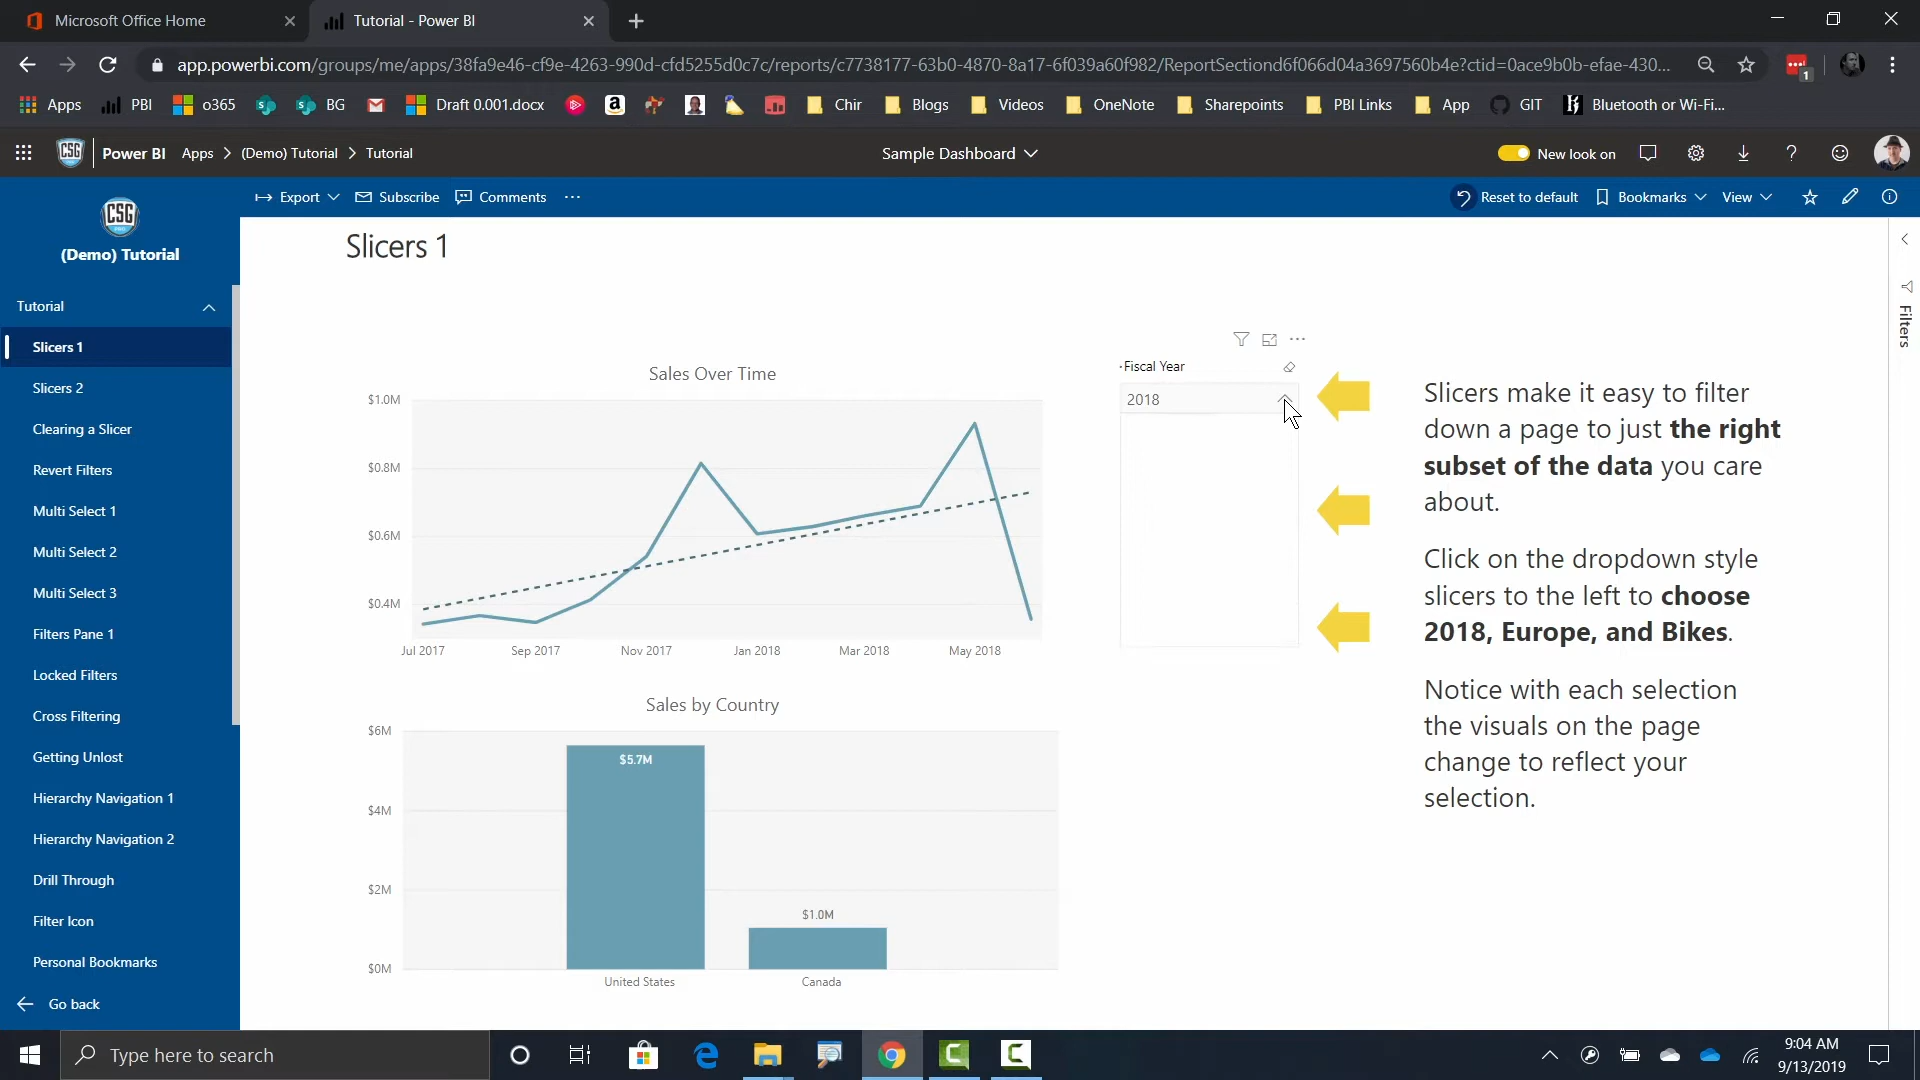 Microsoft Office Home
Tutorial - Power BI
app.powerbi.com/groups/me/apps/38fa9e46-cf9e-4263-990d-cfd5255d0c7c/reports/c7738177-63b0-4870-8a17-6f039a60f982/ReportSectiond6f066d04a3697560b4e?ctid=0ace9b0b-efae-430...
1
Apps
PBI
o365
BG
Draft 0.001.docx
Chir
Blogs
Videos
OneNote
Sharepoints
PBI Links
App
GIT
Bluetooth or Wi-Fi...
CSG
Power BI
Apps > (Demo) Tutorial > Tutorial
Sample Dashboard
New look on
Export
Subscribe
Comments
Reset to default
Bookmarks
View
CSG
(Demo) Tutorial
Tutorial
Slicers 1
Slicers 2
Clearing a Slicer
Revert Filters
Multi Select 1
Multi Select 2
Multi Select 3
Filters Pane 1
Locked Filters
Cross Filtering
Getting Unlost
Hierarchy Navigation 1
Hierarchy Navigation 2
Drill Through
Filter Icon
Personal Bookmarks
Go back
Slicers 1
Sales Over Time
$1.0M
$0.8M
$0.6M
$0.4M
Jul 2017
Sep 2017
Nov 2017
Jan 2018
Mar 2018
May 2018
Sales by Country
$6M
$4M
$2M
$0M
$5.7M
$1.0M
United States
Canada
Fiscal Year
2018
Slicers make it easy to filter
down a page to just the right
subset of the data you care
about.
Click on the dropdown style
slicers to the left to choose
2018, Europe, and Bikes.
Notice with each selection
the visuals on the page
change to reflect your
selection.
Filters
Type here to search
9:04 AM
9/13/2019